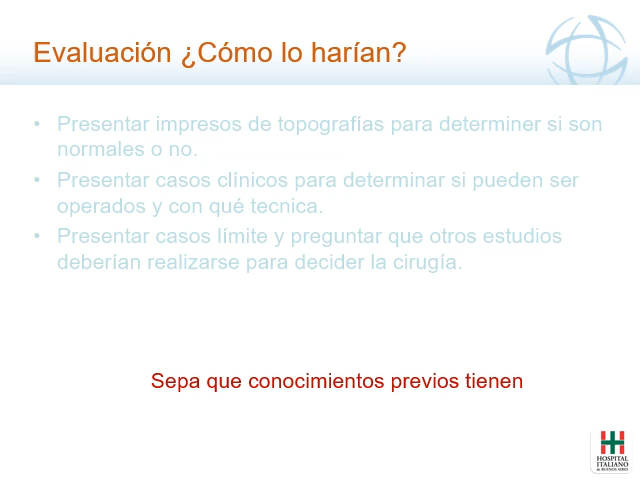 Evaluación ¿Cómo lo harían?
• Presentar impresos de topografías para determiner si son
normales o no.
• Presentar casos clínicos para determinar si pueden ser
operados y con qué tecnica.
• Presentar casos límite y preguntar que otros estudios
deberían realizarse para decider la cirugía.
Sepa que conocimientos previos tienen
HOSPITAL
ITALIANO
de BUENOS AIRES